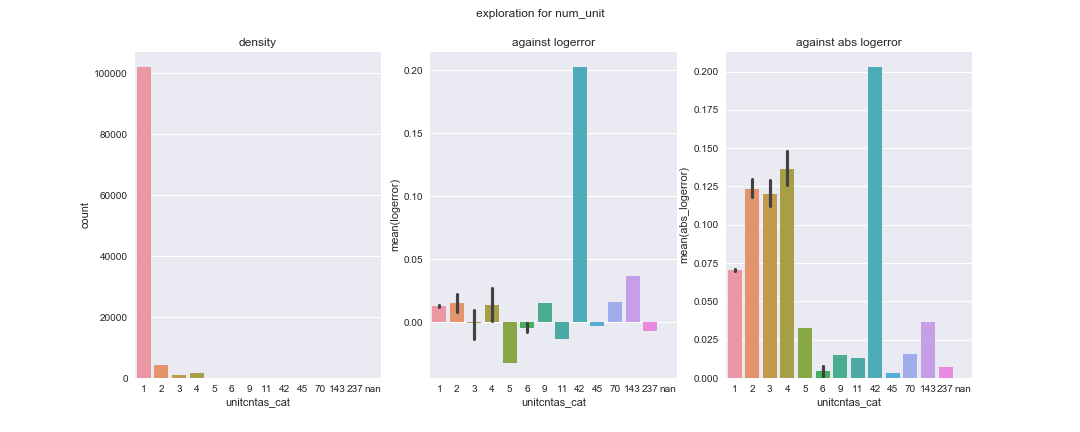 exploration for num_unit
density
against logerror
against abs logerror
100000
80000
60000
40000
20000
0
count
1 2 3 4 5 6 9 11 42 45 70 143 237 nan
unitcntas_cat
0.20
0.15
0.10
0.05
0.00
mean(logerror)
1 2 3 4 5 6 9 11 42 45 70 143 237 nan
unitcntas_cat
0.200
0.175
0.150
0.125
0.100
0.075
0.050
0.025
0.000
mean(abs_logerror)
1 2 3 4 5 6 9 11 42 45 70 143 237 nan
unitcntas_cat